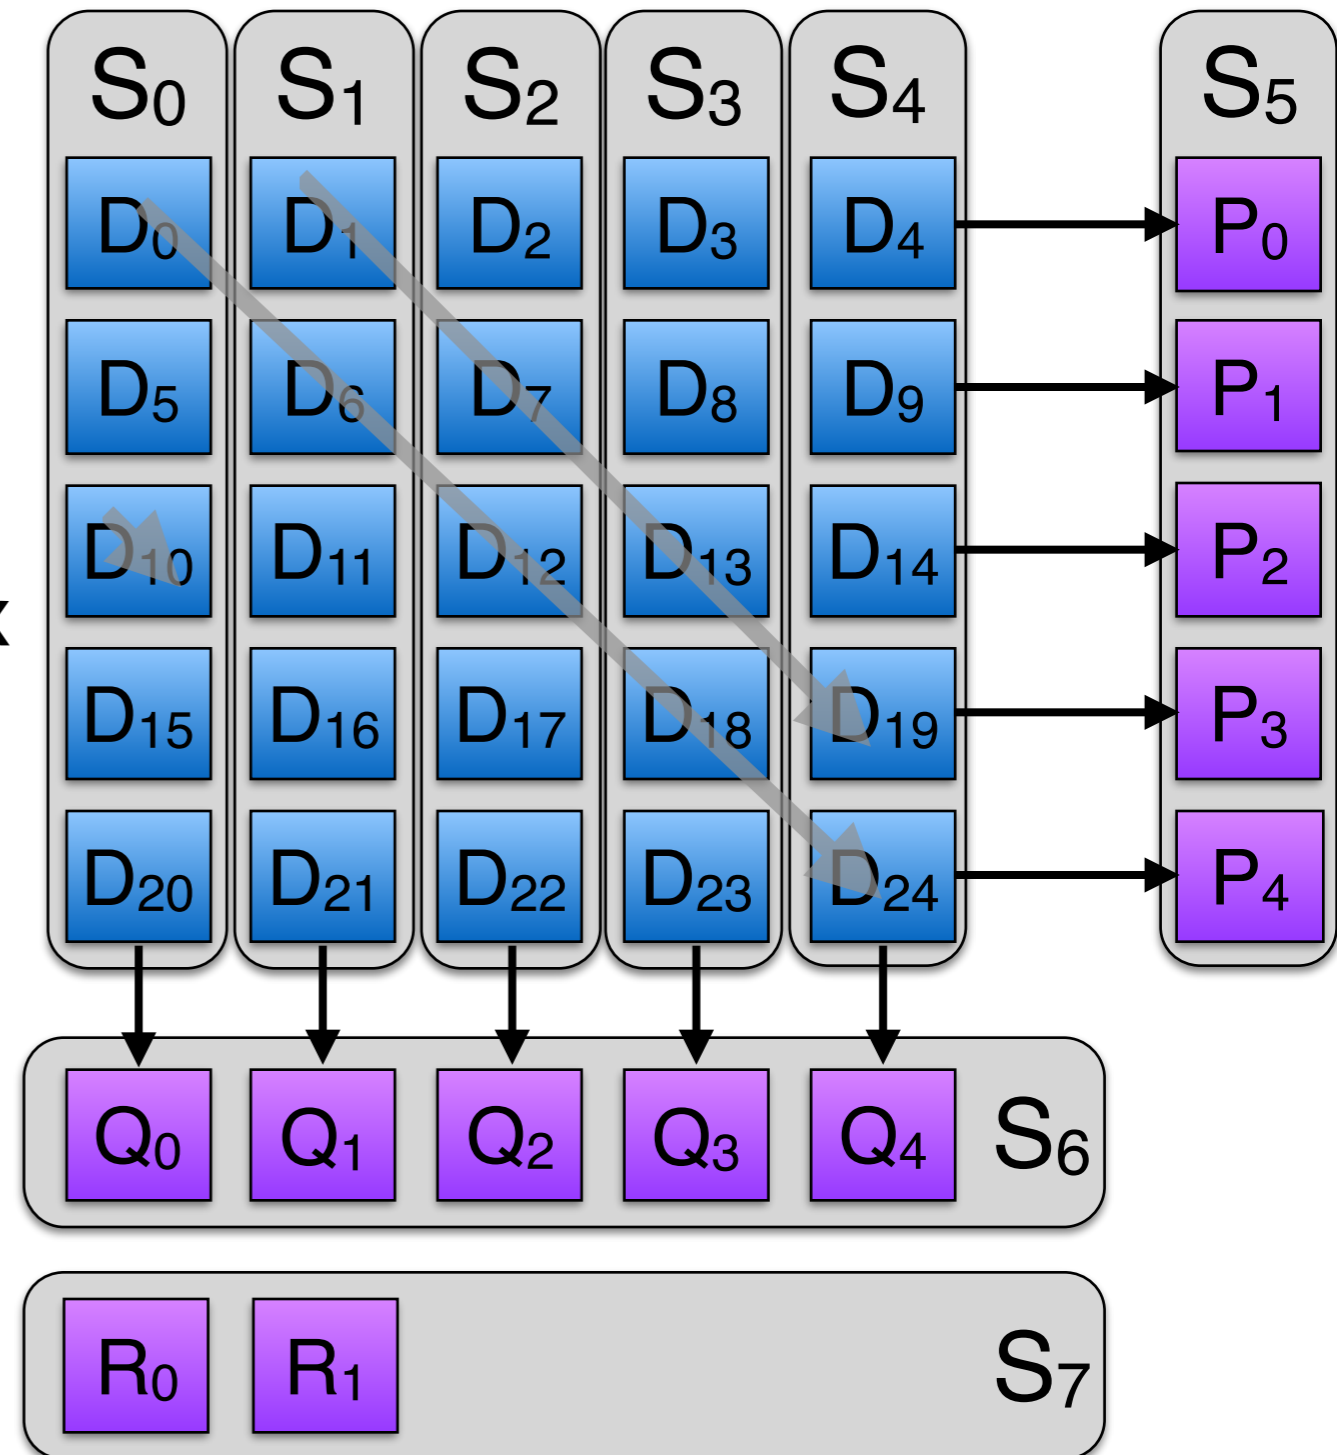 S0 S1 S2 S3 S4 S5
D0 D1 D2 D3 D4 P0
D5 D6 D7 D8 D9 P1
D10 D11 D12 D13 D14 P2
D15 D16 D17 D18 D19 P3
D20 D21 D22 D23 D24 P4
Q0 Q1 Q2 Q3 Q4 S6
R0 R1 S7